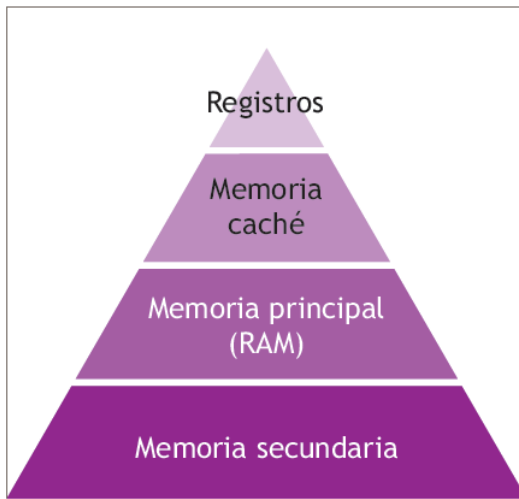 Registros
Memoria
caché
Memoria principal
(RAM)
Memoria secundaria